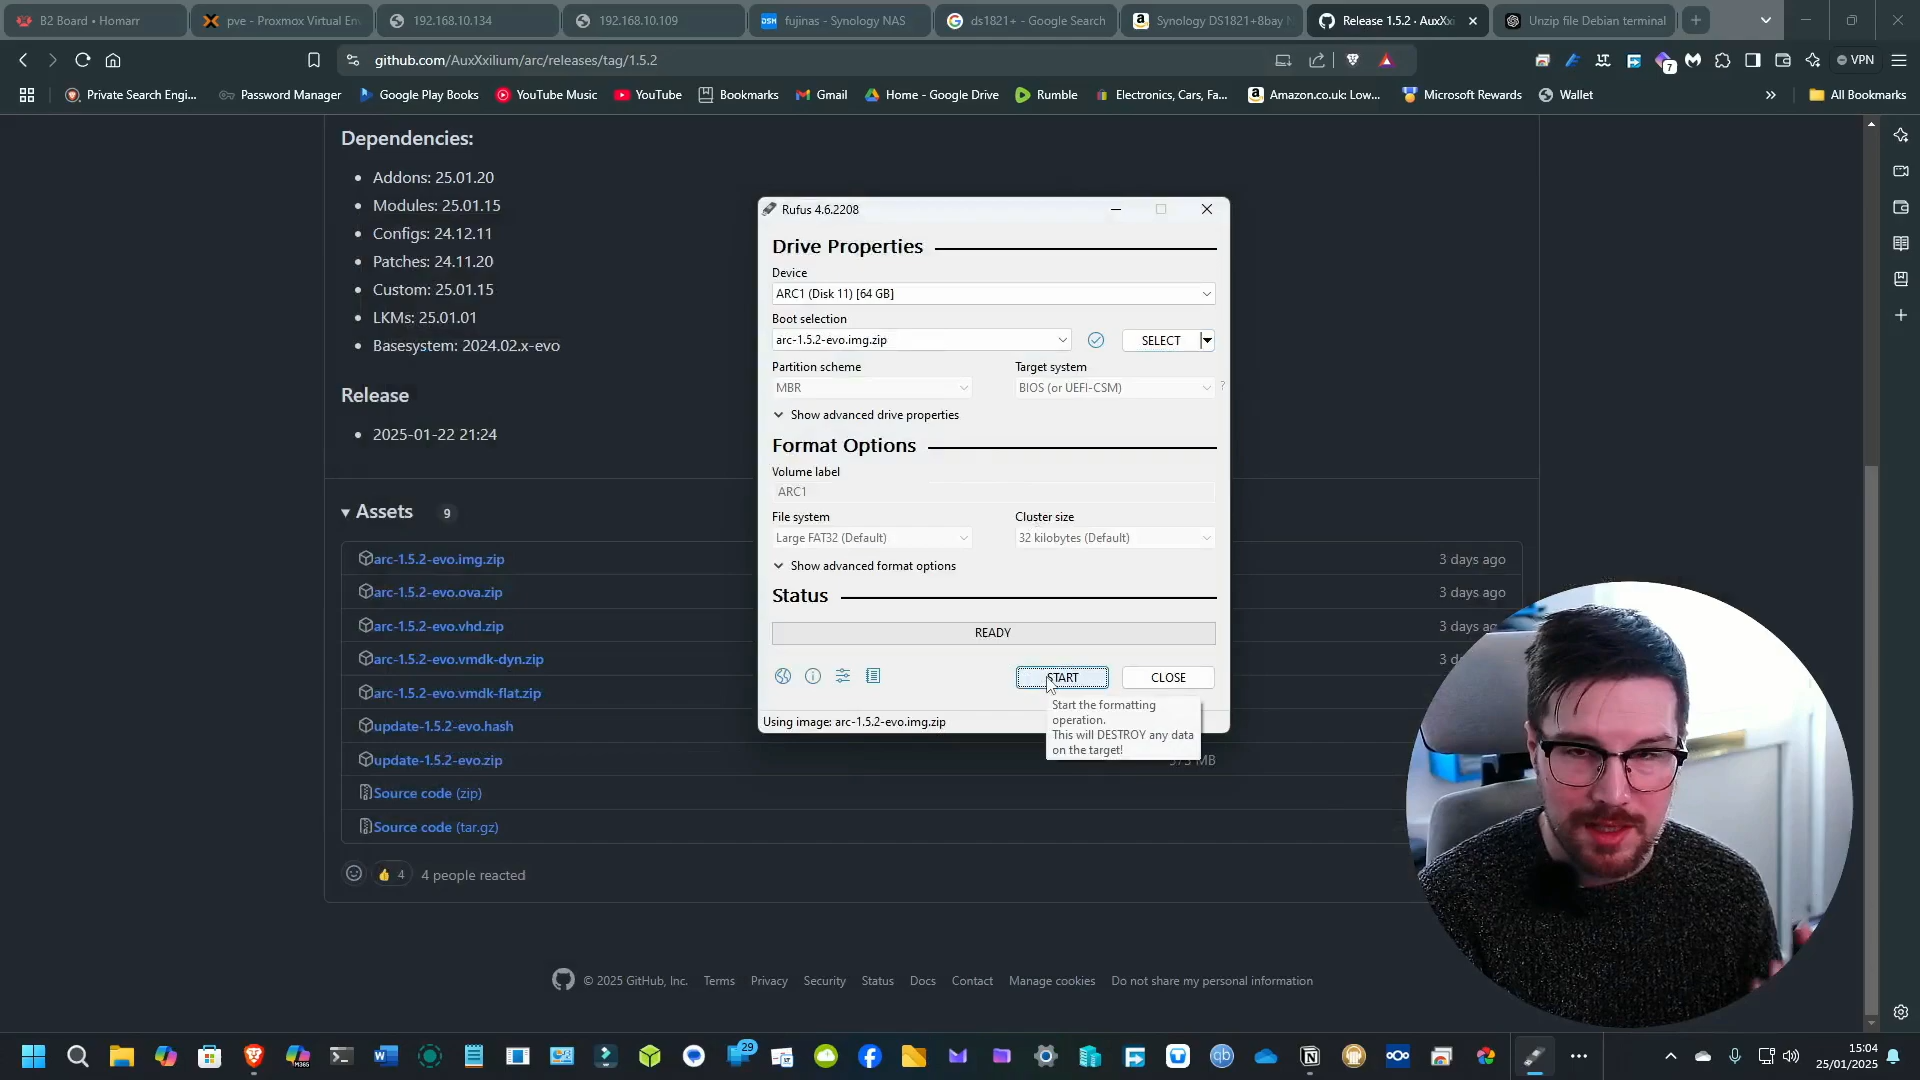 B2 Board • Homarr
pve - Proxmox Virtual En
192.168.10.134
192.168.10.109
DSM
fujinas - Synology NAS
ds1821+ - Google Search
Synology DS1821+8bay N
Release 1.5.2 · AuxXxi
Unzip file Debian terminal
github.com/AuxXxilium/arc/releases/tag/1.5.2
7
VPN
Private Search Engi...
Password Manager
Google Play Books
YouTube Music
YouTube
Bookmarks
Gmail
Home - Google Drive
Rumble
Electronics, Cars, Fa...
Amazon.co.uk: Low...
Microsoft Rewards
Wallet
All Bookmarks
Dependencies:
Addons: 25.01.20
Modules: 25.01.15
Configs: 24.12.11
Patches: 24.11.20
Custom: 25.01.15
LKMs: 25.01.01
Basesystem: 2024.02.x-evo
Release
2025-01-22 21:24
Assets 9
arc-1.5.2-evo.img.zip
3 days ago
arc-1.5.2-evo.ova.zip
3 days ago
arc-1.5.2-evo.vhd.zip
3 days ag
arc-1.5.2-evo.vmdk-dyn.zip
arc-1.5.2-evo.vmdk-flat.zip
update-1.5.2-evo.hash
update-1.5.2-evo.zip
Source code (zip)
Source code (tar.gz)
👍 4
4 people reacted
Rufus 4.6.2208
Drive Properties
Device
ARC1 (Disk 11) [64 GB]
Boot selection
arc-1.5.2-evo.img.zip
SELECT
Partition scheme
Target system
MBR
BIOS (or UEFI-CSM)
?
Show advanced drive properties
Format Options
Volume label
ARC1
File system
Cluster size
Large FAT32 (Default)
32 kilobytes (Default)
Show advanced format options
Status
READY
START
CLOSE
Using image: arc-1.5.2-evo.img.zip
Start the formatting
operation.
This will DESTROY any data
on the target!
© 2025 GitHub, Inc.
Terms
Privacy
Security
Status
Docs
Contact
Manage cookies
Do not share my personal information
29
15:04
25/01/2025